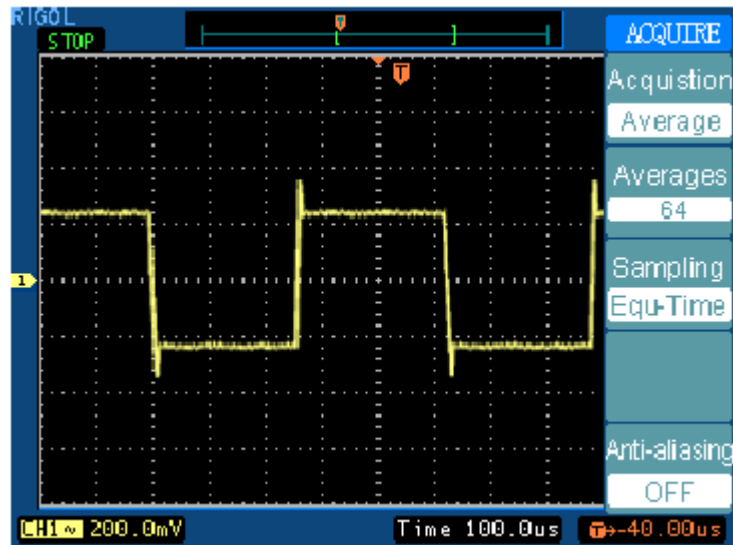 RIGOL
STOP
T
ACQUIRE
Acquistion
Average
T
Averages
64
1
Sampling
Equ-Time
Anti-aliasing
OFF
CH1~ 200.0mV
Time 100.0us
T→-40.00us